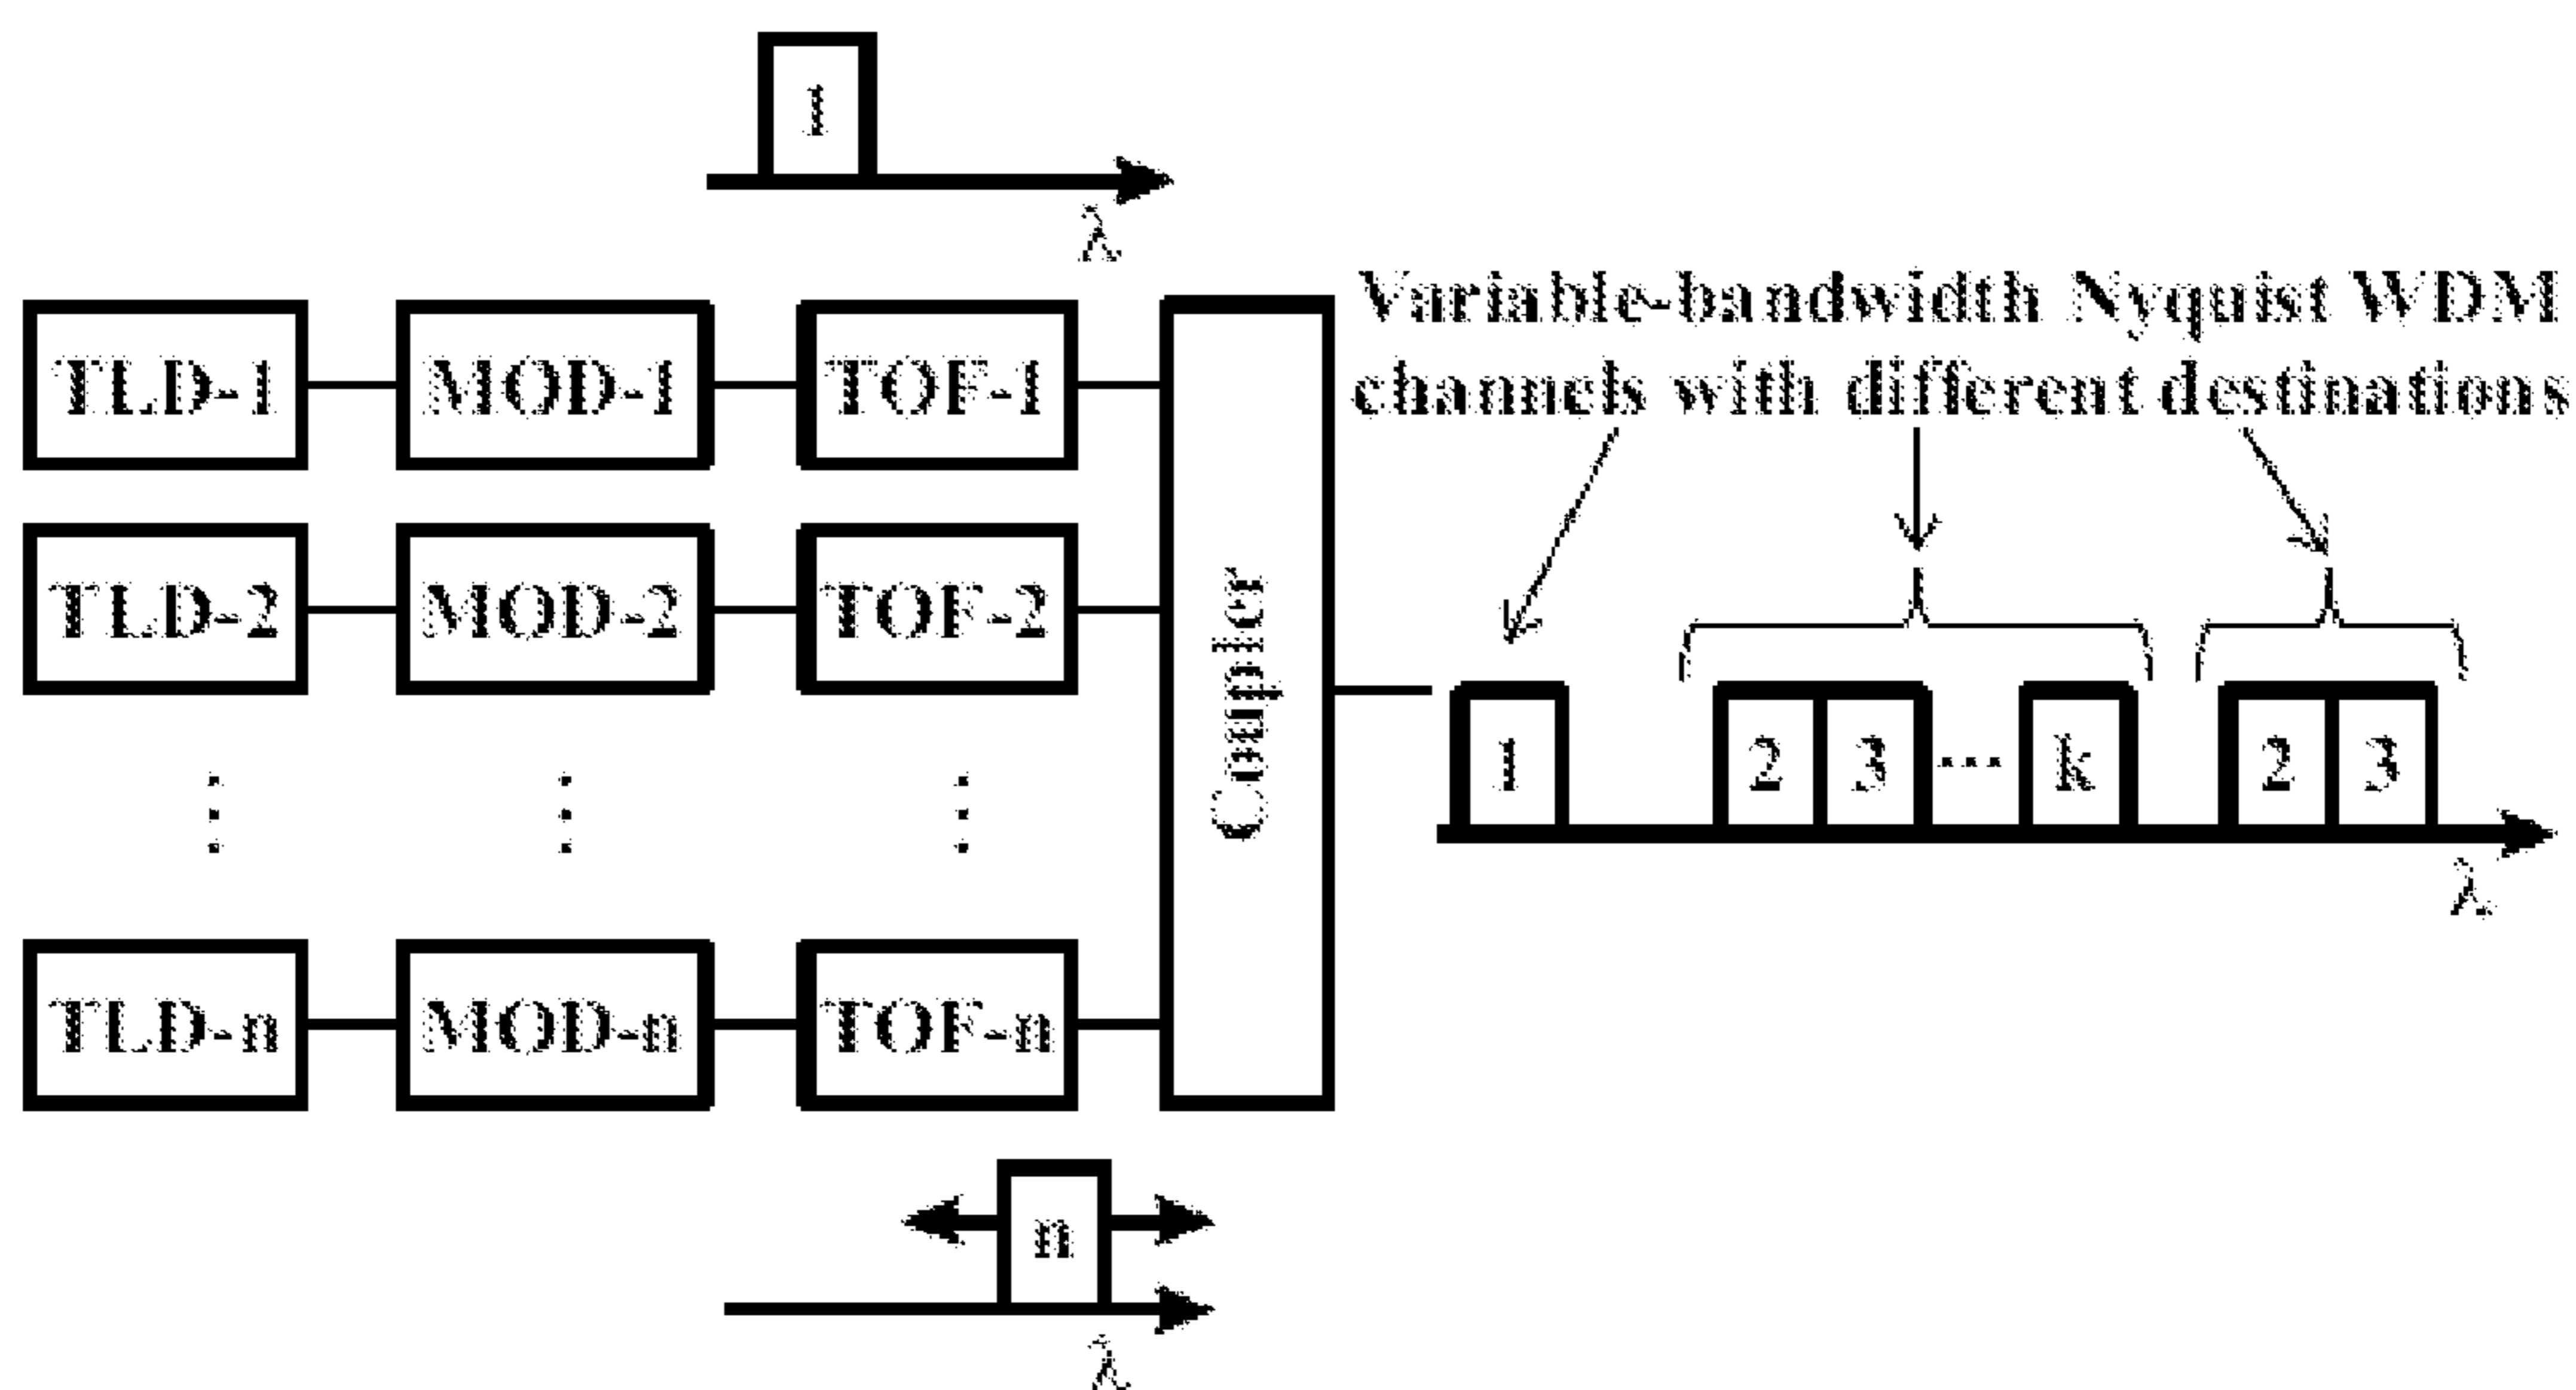 1
λ
Variable-bandwidth Nyquist WDM
channels with different destinations
TLD-1 MOD-1 TOF-1
TLD-2 MOD-2 TOF-2
Coupler
1 2 3 ... k 2 3
λ
⋮ ⋮ ⋮
TLD-n MOD-n TOF-n
n
λ